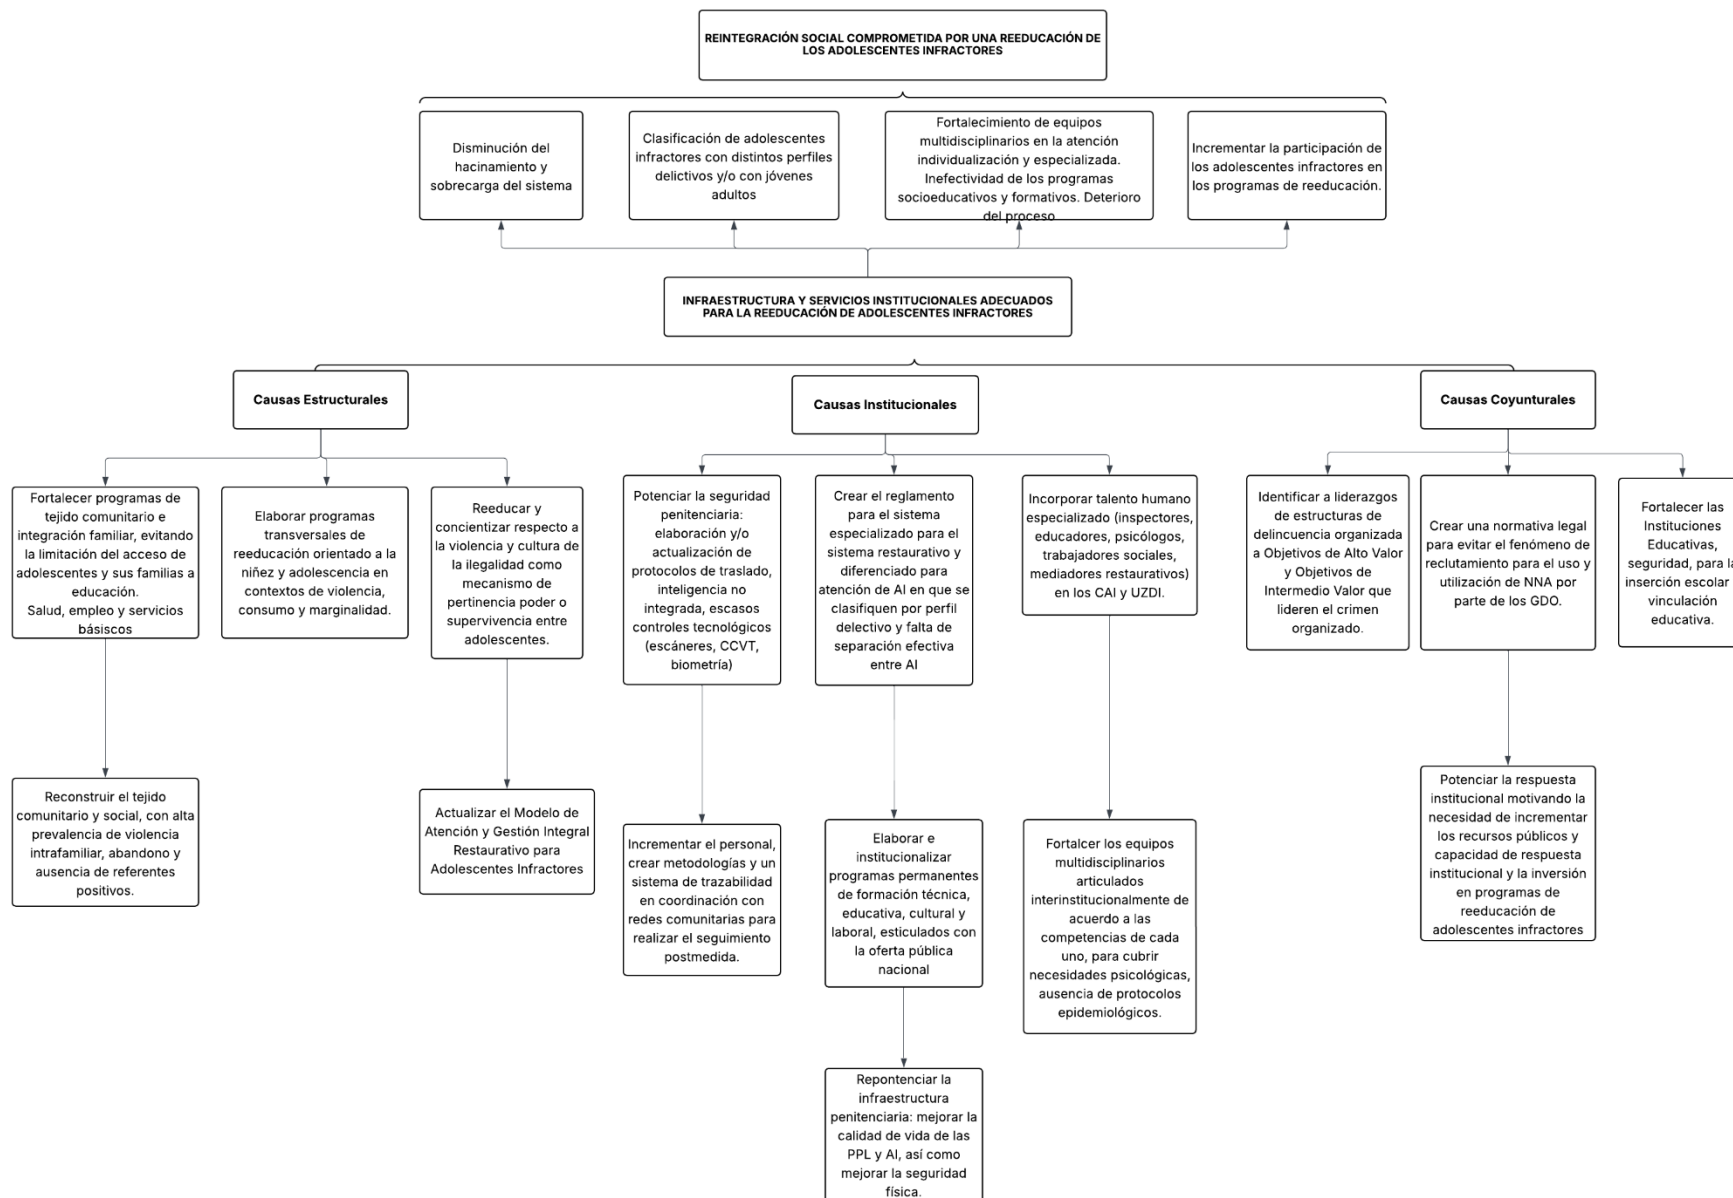 REINTEGRACIÓN SOCIAL COMPROMETIDA POR UNA REEDUCACIÓN DE
LOS ADOLESCENTES INFRACTORES
Disminución del
hacinamiento y
sobrecarga del sistema
Clasificación de adolescentes
infractores con distintos perfiles
delictivos y/o con jóvenes
adultos
Fortalecimiento de equipos
multidisciplinarios en la atención
individualización y especializada.
Inefectividad de los programas
socioeducativos y formativos. Deterioro
del proceso
Incrementar la participación de
los adolescentes infractores en
los programas de reeducación.
INFRAESTRUCTURA Y SERVICIOS INSTITUCIONALES ADECUADOS
PARA LA REEDUCACIÓN DE ADOLESCENTES INFRACTORES
Causas Estructurales
Causas Institucionales
Causas Coyunturales
Fortalecer programas de
tejido comunitario e
integración familiar, evitando
la limitación del acceso de
adolescentes y sus familias a
educación.
Salud, empleo y servicios
básiscos
Elaborar programas
transversales de
reeducación orientado a la
niñez y adolescencia en
contextos de violencia,
consumo y marginalidad.
Reeducar y
concientizar respecto a
la violencia y cultura de
la ilegalidad como
mecanismo de
pertinencia poder o
supervivencia entre
adolescentes.
Potenciar la seguridad
penitenciaria:
elaboración y/o
actualización de
protocolos de traslado,
inteligencia no
integrada, escasos
controles tecnológicos
(escáneres, CCVT,
biometría)
Crear el reglamento
para el sistema
especializado para el
sistema restaurativo y
diferenciado para
atención de AI en que se
clasifiquen por perfil
delectivo y falta de
separación efectiva
entre AI
Incorporar talento humano
especializado (inspectores,
educadores, psicólogos,
trabajadores sociales,
mediadores restaurativos)
en los CAI y UZDI.
Identificar a liderazgos
de estructuras de
delincuencia organizada
a Objetivos de Alto Valor
y Objetivos de
Intermedio Valor que
lideren el crimen
organizado.
Crear una normativa legal
para evitar el fenómeno de
reclutamiento para el uso y
utilización de NNA por
parte de los GDO.
Fortalecer las
Instituciones
Educativas,
seguridad, para la
inserción escolar
vinculación
educativa.
Reconstruir el tejido
comunitario y social, con alta
prevalencia de violencia
intrafamiliar, abandono y
ausencia de referentes
positivos.
Actualizar el Modelo de
Atención y Gestión Integral
Restaurativo para
Adolescentes Infractores
Incrementar el personal,
crear metodologías y un
sistema de trazabilidad
en coordinación con
redes comunitarias para
realizar el seguimiento
postmedida.
Elaborar e
institucionalizar
programas permanentes
de formación técnica,
educativa, cultural y
laboral, esticulados con
la oferta pública
nacional
Fortalcer los equipos
multidisciplinarios
articulados
interinstitucionalmente de
acuerdo a las
competencias de cada
uno, para cubrir
necesidades psicológicas,
ausencia de protocolos
epidemiológicos.
Potenciar la respuesta
institucional motivando la
necesidad de incrementar
los recursos públicos y
capacidad de respuesta
institucional y la inversión
en programas de
reeducación de
adolescentes infractores
Repontenciar la
infraestructura
penitenciaria: mejorar la
calidad de vida de las
PPL y AI, así como
mejorar la seguridad
física.